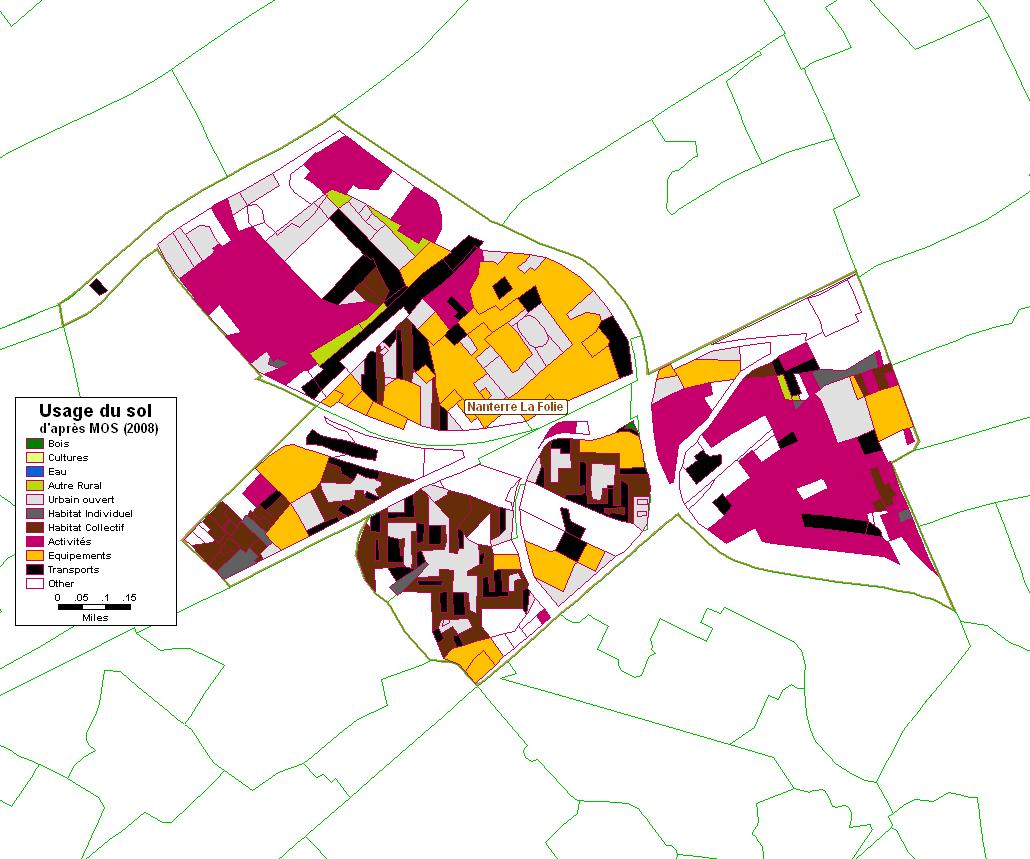 Nanterre La Folie
Usage du sol
d'après MOS (2008)
Bois
Cultures
Eau
Autre Rural
Urbain ouvert
Habitat Individuel
Habitat Collectif
Activités
Equipements
Transports
Other
0 .05 .1 .15
Miles